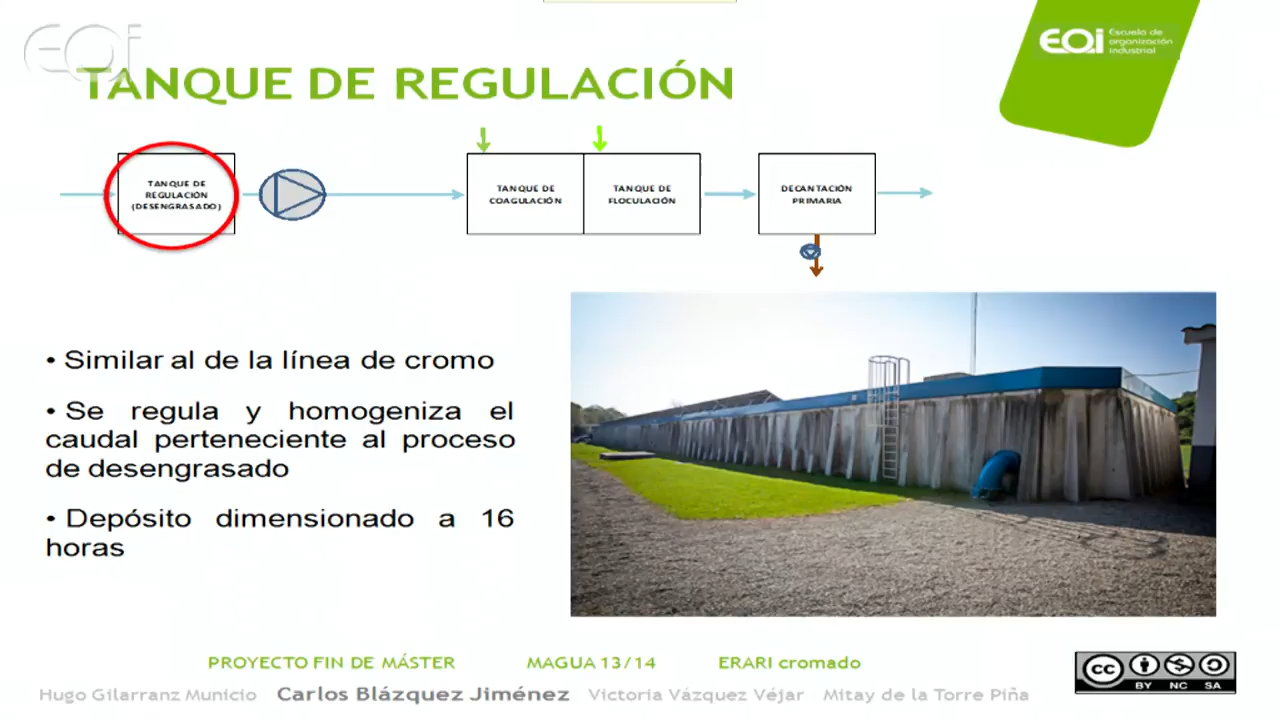 EOI
EOI Escuela de
organización
industrial
TANQUE DE REGULACIÓN
TANQUE DE
REGULACIÓN
(DESENGRASADO)
TANQUE DE
COAGULACIÓN
TANQUE DE
FLOCULACIÓN
DECANTACIÓN
PRIMARIA
• Similar al de la línea de cromo
• Se regula y homogeniza el
caudal perteneciente al proceso
de desengrasado
• Depósito dimensionado a 16
horas
PROYECTO FIN DE MÁSTER MAGUA 13/14 ERARI cromado
Hugo Gilarranz Municio Carlos Blázquez Jiménez Victoria Vázquez Véjar Mitay de la Torre Piña
cc
BY NC SA